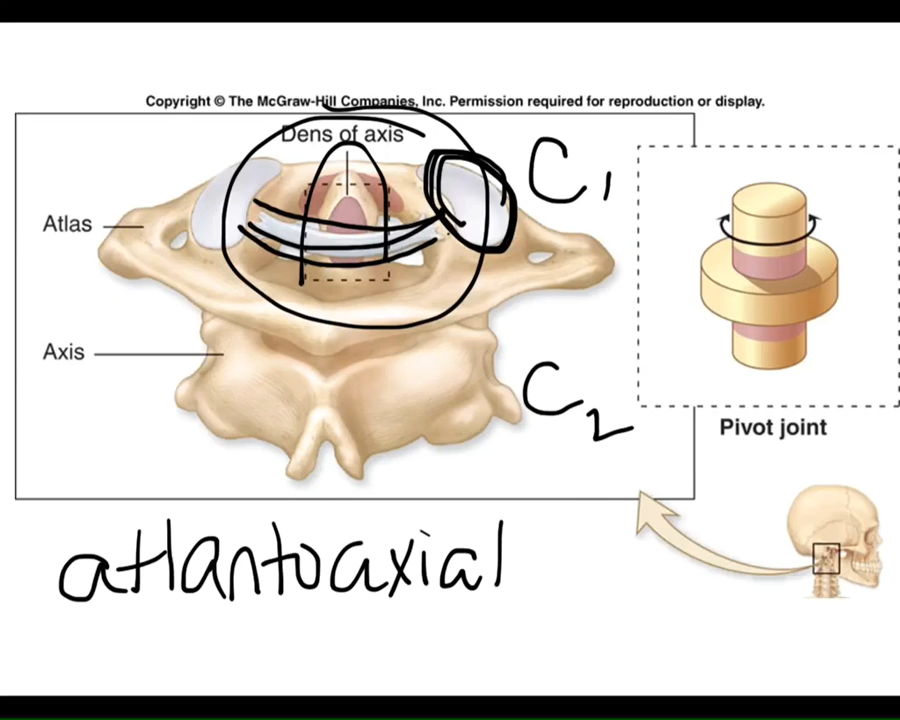 Copyright © The McGraw-Hill Companies, Inc. Permission required for reproduction or display.
Dens of axis
C1
Atlas
Axis
C2
Pivot joint
atlantoaxial